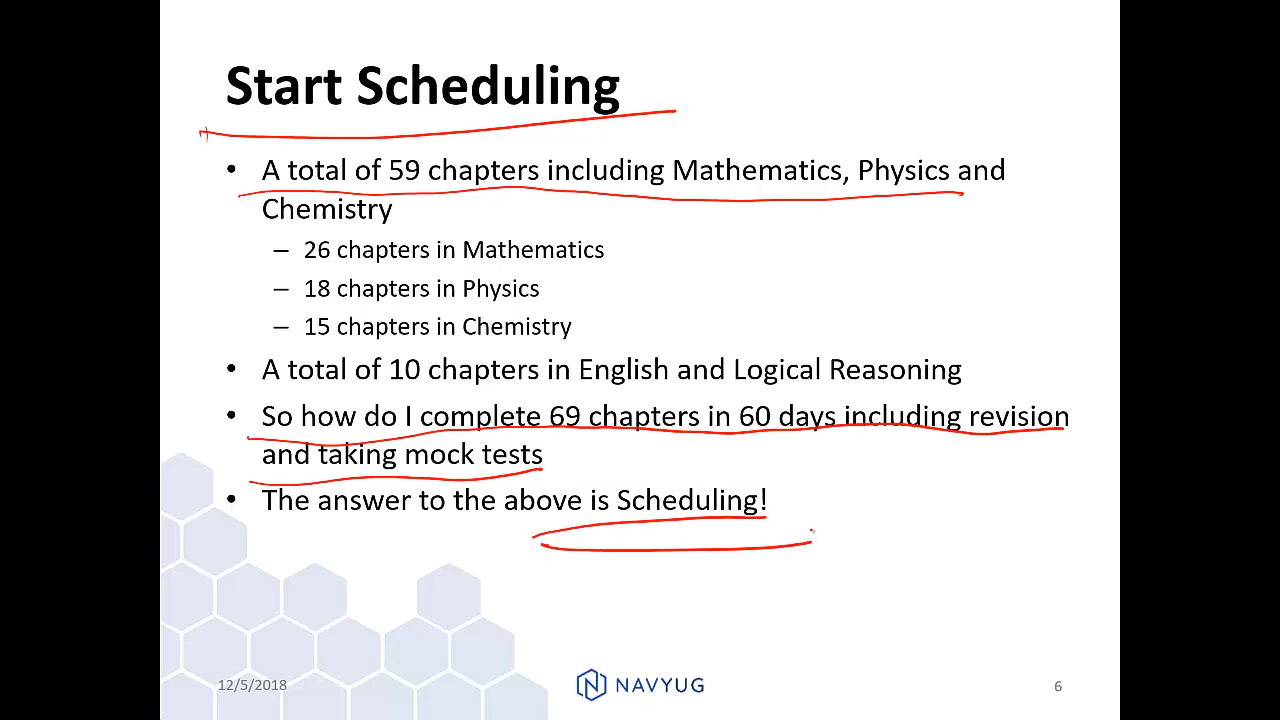 Start Scheduling
• A total of 59 chapters including Mathematics, Physics and
Chemistry
– 26 chapters in Mathematics
– 18 chapters in Physics
– 15 chapters in Chemistry
• A total of 10 chapters in English and Logical Reasoning
• So how do I complete 69 chapters in 60 days including revision
and taking mock tests
• The answer to the above is Scheduling!
12/5/2018
NAVYUG
6